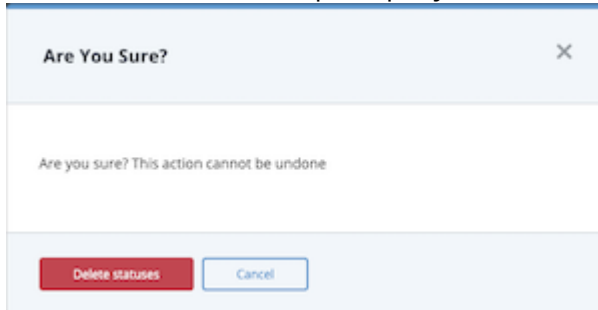 Are You Sure?
Are you sure? This action cannot be undone
Delete statuses
Cancel